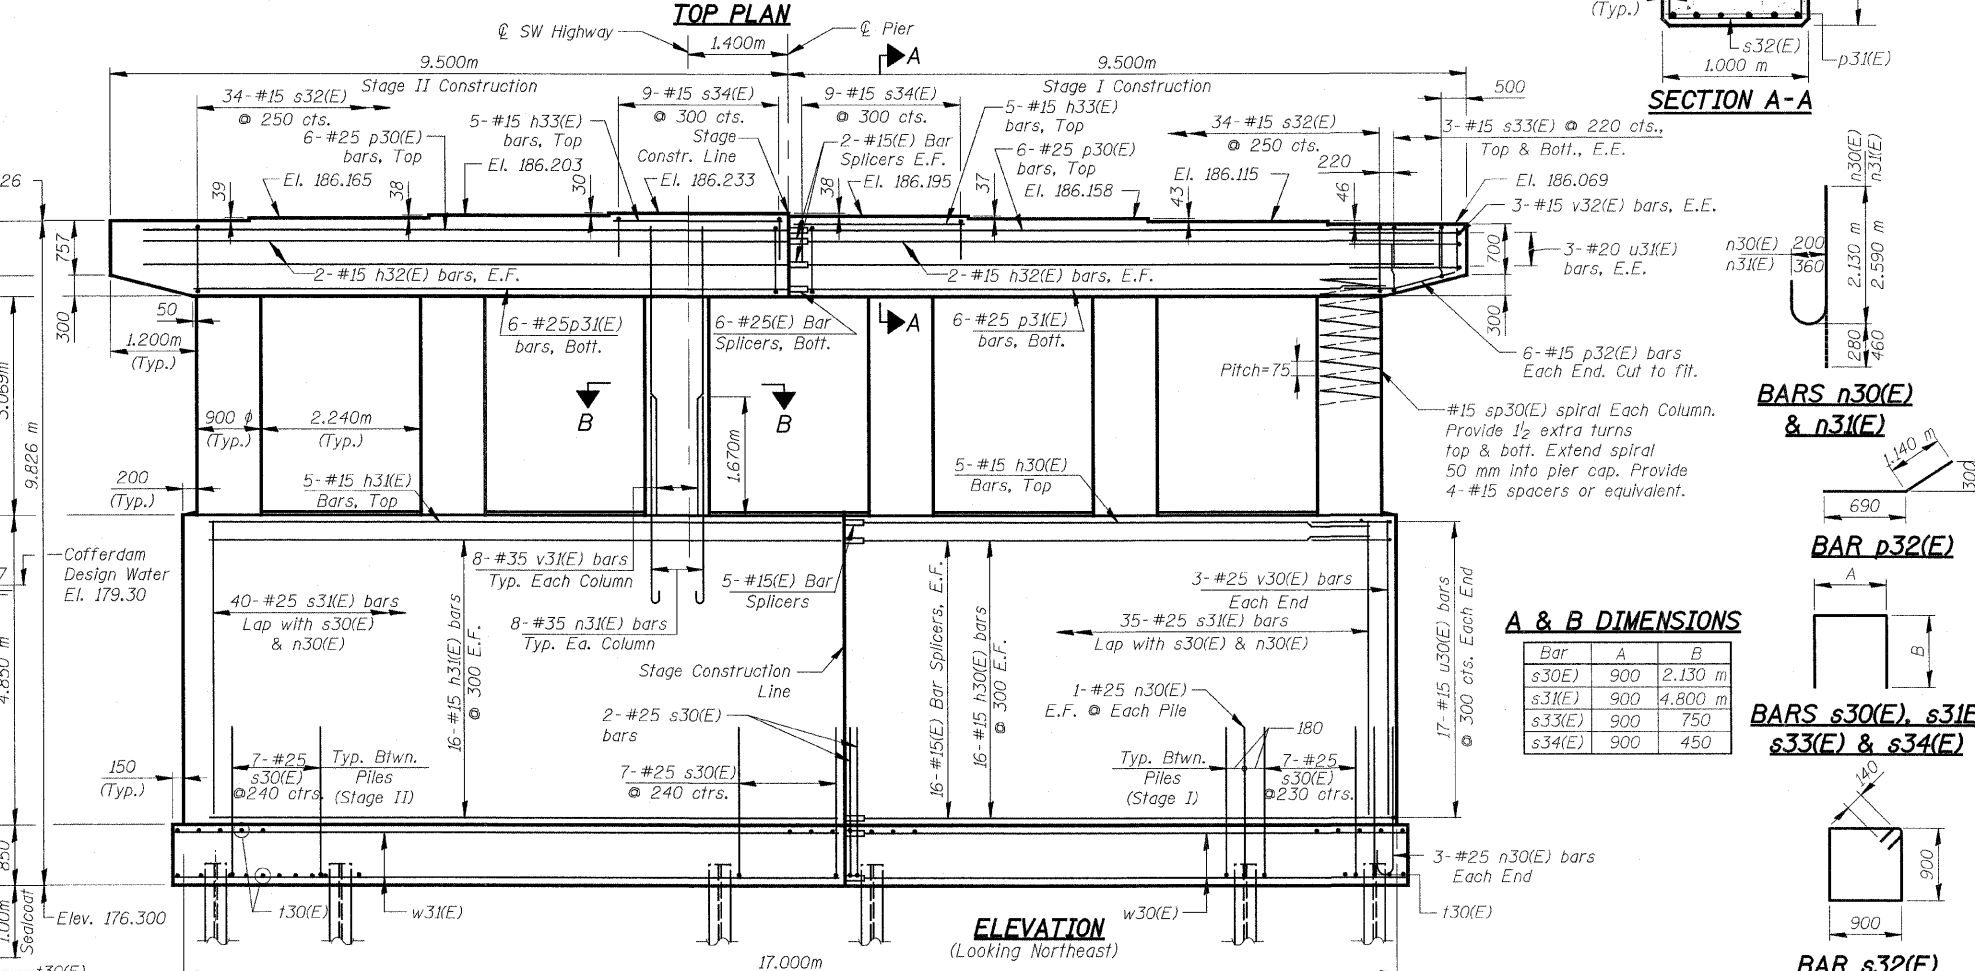 TOP PLAN
℄ SW Highway
1.400m
℄ Pier
A
9.500m
Stage II Construction
9.500m
Stage I Construction
500
34-#15 s32(E)
@ 250 cts.
6-#25 p30(E)
bars, Top
5-#15 h33(E)
bars, Top
9-#15 s34(E)
@ 300 cts.
Stage
Constr. Line
9-#15 s34(E)
@ 300 cts.
2-#15(E) Bar
Splicers E.F.
5-#15 h33(E)
bars, Top
6-#25 p30(E)
bars, Top
34-#15 s32(E)
@ 250 cts.
220
3-#15 s33(E) @ 220 cts.,
Top & Bott., E.E.
26
39
El. 186.165
38
El. 186.203
30
El. 186.233
38
El. 186.195
37
El. 186.158
43
El. 186.115
46
El. 186.069
3-#15 v32(E) bars, E.E.
3-#20 u31(E)
bars, E.E.
757
300
2-#15 h32(E) bars, E.F.
2-#15 h32(E) bars, E.F.
700
300
50
1.200m
(Typ.)
6-#25p31(E)
bars, Bott.
6-#25(E) Bar
Splicers, Bott.
A
6-#25 p31(E)
bars, Bott.
Pitch=75
6-#15 p32(E) bars
Each End. Cut to fit.
9.826 m
900 ϕ
(Typ.)
2.240m
(Typ.)
B
B
1.670m
#15 sp30(E) spiral Each Column.
Provide 1½ extra turns
top & bott. Extend spiral
50 mm into pier cap. Provide
4-#15 spacers or equivalent.
200
(Typ.)
5-#15 h31(E)
Bars, Top
5-#15 h30(E)
Bars, Top
Cofferdam
Design Water
El. 179.30
8-#35 v31(E) bars
Typ. Each Column
5-#15(E) Bar
Splicers
3-#25 v30(E) bars
Each End
40-#25 s31(E) bars
Lap with s30(E)
& n30(E)
16-#15 h31(E) bars
@ 300 E.F.
8-#35 n31(E) bars
Typ. Ea. Column
Stage Construction
Line
16-#15(E) Bar Splicers, E.F.
16-#15 h30(E) bars
@ 300 E.F.
35-#25 s31(E) bars
Lap with s30(E) & n30(E)
17-#15 u30(E) bars
@ 300 cts. Each End
4.850 m
2-#25 s30(E)
bars
1-#25 n30(E)
E.F. @ Each Pile
180
150
(Typ.)
7-#25
s30(E)
@240 ctrs.
Typ. Btwn.
Piles
(Stage II)
7-#25 s30(E)
@ 240 ctrs.
Typ. Btwn.
Piles
(Stage I)
7-#25
s30(E)
@230 ctrs.
850
3-#25 n30(E) bars
Each End
1.00m
Sealcoat
Elev. 176.300
t30(E)
w31(E)
w30(E)
t30(E)
ELEVATION
(Looking Northeast)
17.000m
t30(E)
(Typ.)
s32(E)
p31(E)
1.000 m
SECTION A-A
n30(E)
n31(E)
n30(E)
n31(E)
200
360
2.130 m
2.590 m
280
460
BARS n30(E)
& n31(E)
1.140 m
300
690
BAR p32(E)
A
B
A & B DIMENSIONS
Bar A B
s30E) 900 2.130 m
s31(E) 900 4.800 m
s33(E) 900 750
s34(E) 900 450
BARS s30(E), s31E
s33(E) & s34(E)
140
900
900
BAR s32(E)